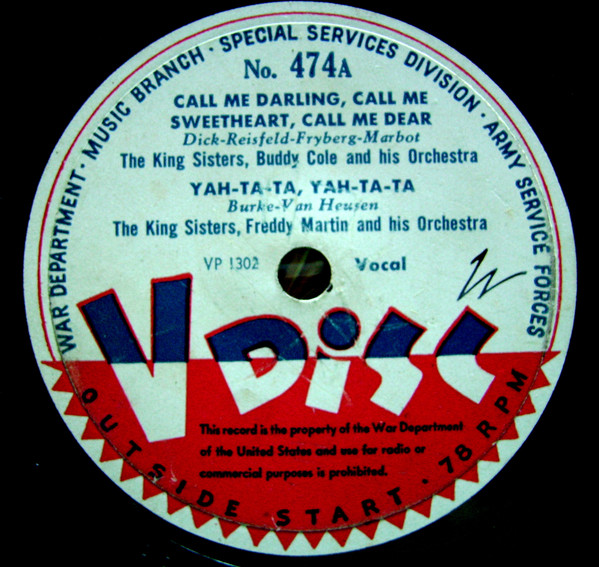 WAR DEPARTMENT · MUSIC BRANCH · SPECIAL SERVICES DIVISION · ARMY SERVICE FORCES
No. 474A
CALL ME DARLING, CALL ME
SWEETHEART, CALL ME DEAR
Dick-Reisfeld-Fryberg-Marbot
The King Sisters, Buddy Cole and his Orchestra
YAH-TA-TA, YAH-TA-TA
Burke-Van Heusen
The King Sisters, Freddy Martin and his Orchestra
VP 1302 Vocal
V DiSC
This record is the property of the War Department
of the United States and use for radio or
commercial purposes is prohibited.
OUTSIDE START · 78 RPM